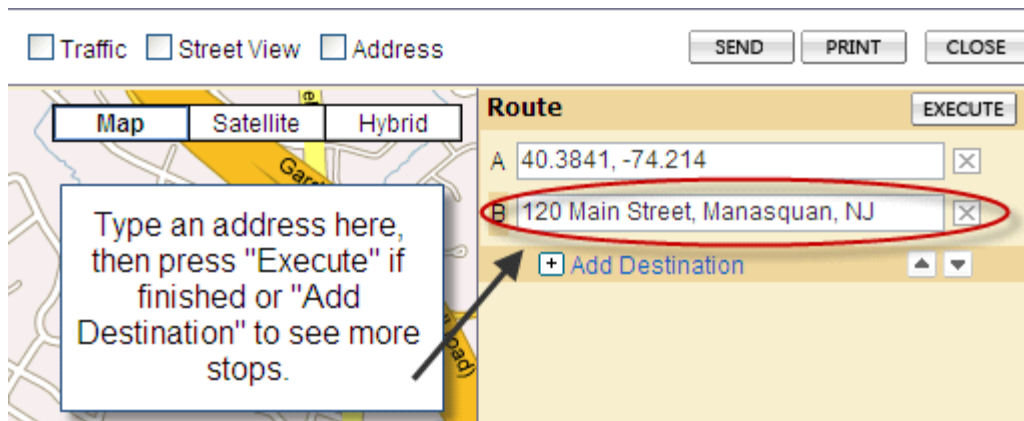 Traffic Street View Address SEND PRINT CLOSE
Map Satellite Hybrid
Route EXECUTE
A 40.3841, -74.214
B 120 Main Street, Manasquan, NJ
Add Destination
Type an address here,
then press "Execute" if
finished or "Add
Destination" to see more
stops.